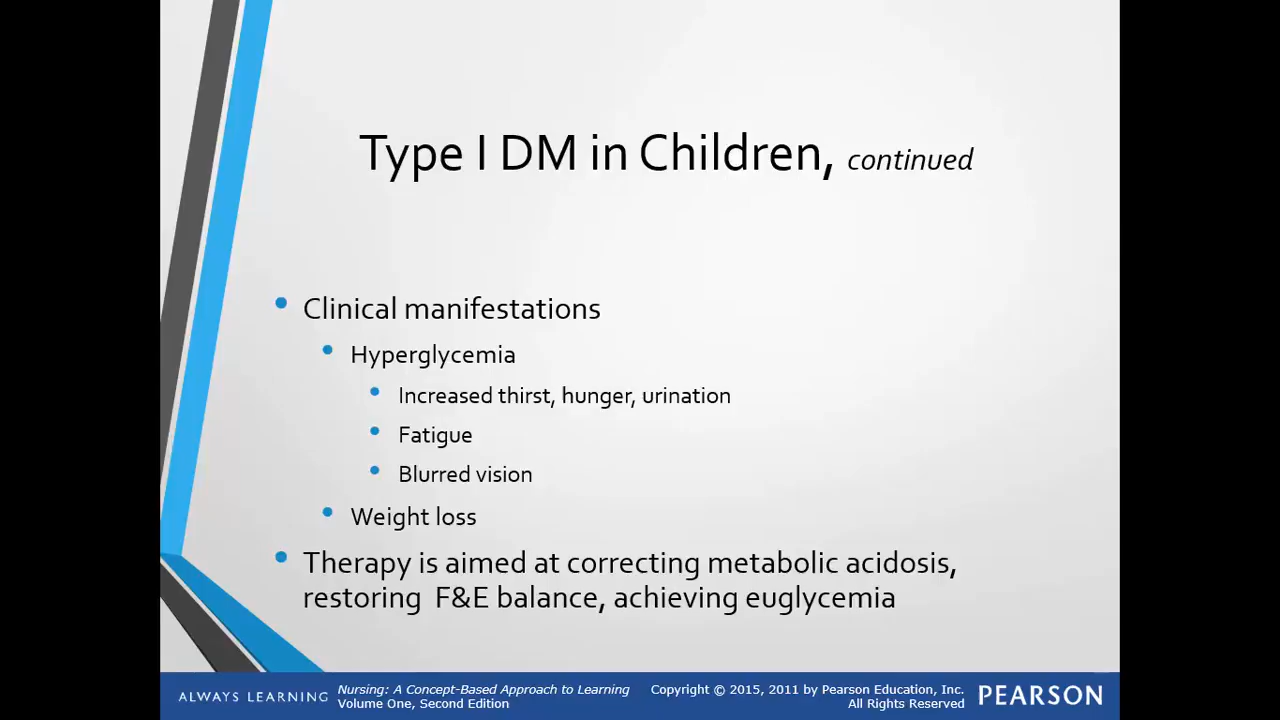 Type I DM in Children, continued
• Clinical manifestations
• Hyperglycemia
• Increased thirst, hunger, urination
• Fatigue
• Blurred vision
• Weight loss
• Therapy is aimed at correcting metabolic acidosis,
restoring F&E balance, achieving euglycemia
ALWAYS LEARNING
Nursing: A Concept-Based Approach to Learning
Volume One, Second Edition
Copyright © 2015, 2011 by Pearson Education, Inc.
All Rights Reserved
PEARSON